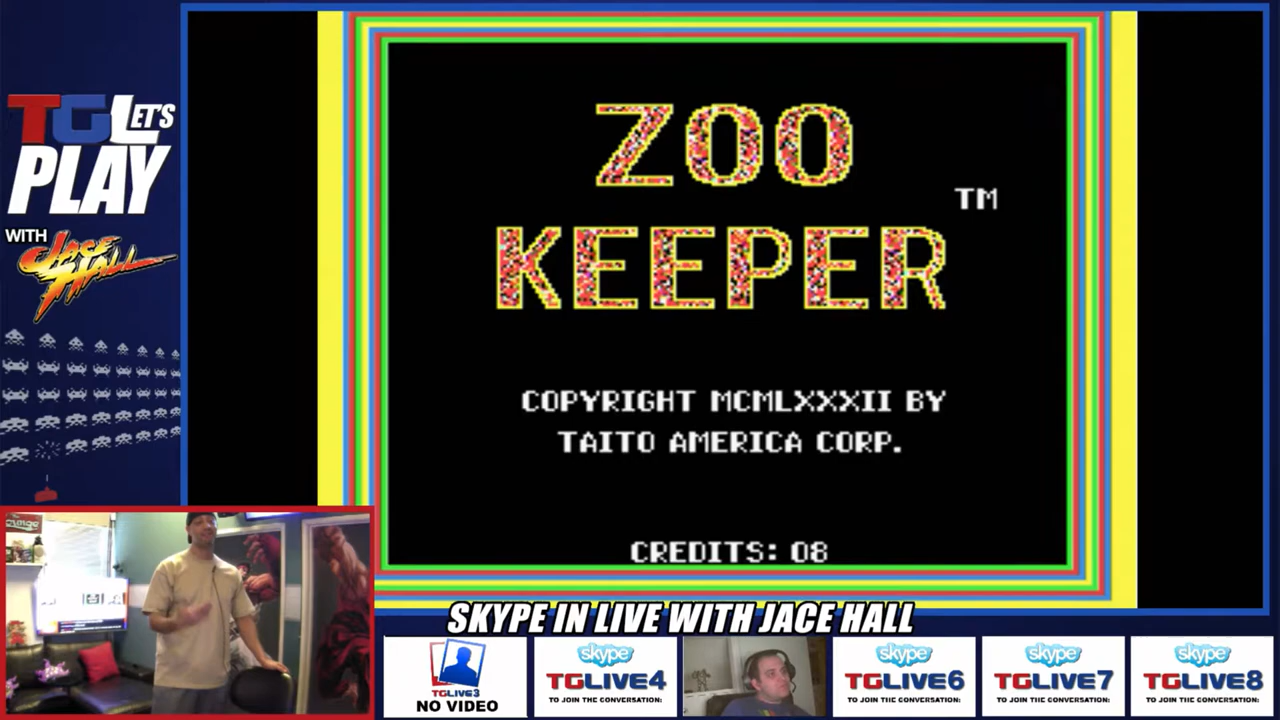 TGLET'S
PLAY
WITH
JACE
HALL
ZOO
KEEPER
TM
COPYRIGHT MCMLXXXII BY
TAITO AMERICA CORP.
CREDITS: 08
SKYPE IN LIVE WITH JACE HALL
TGLIVE3
NO VIDEO
skype
TGLIVE4
TO JOIN THE CONVERSATION:
skype
TGLIVE6
TO JOIN THE CONVERSATION:
skype
TGLIVE7
TO JOIN THE CONVERSATION:
skype
TGLIVE8
TO JOIN THE CONVERSATION: